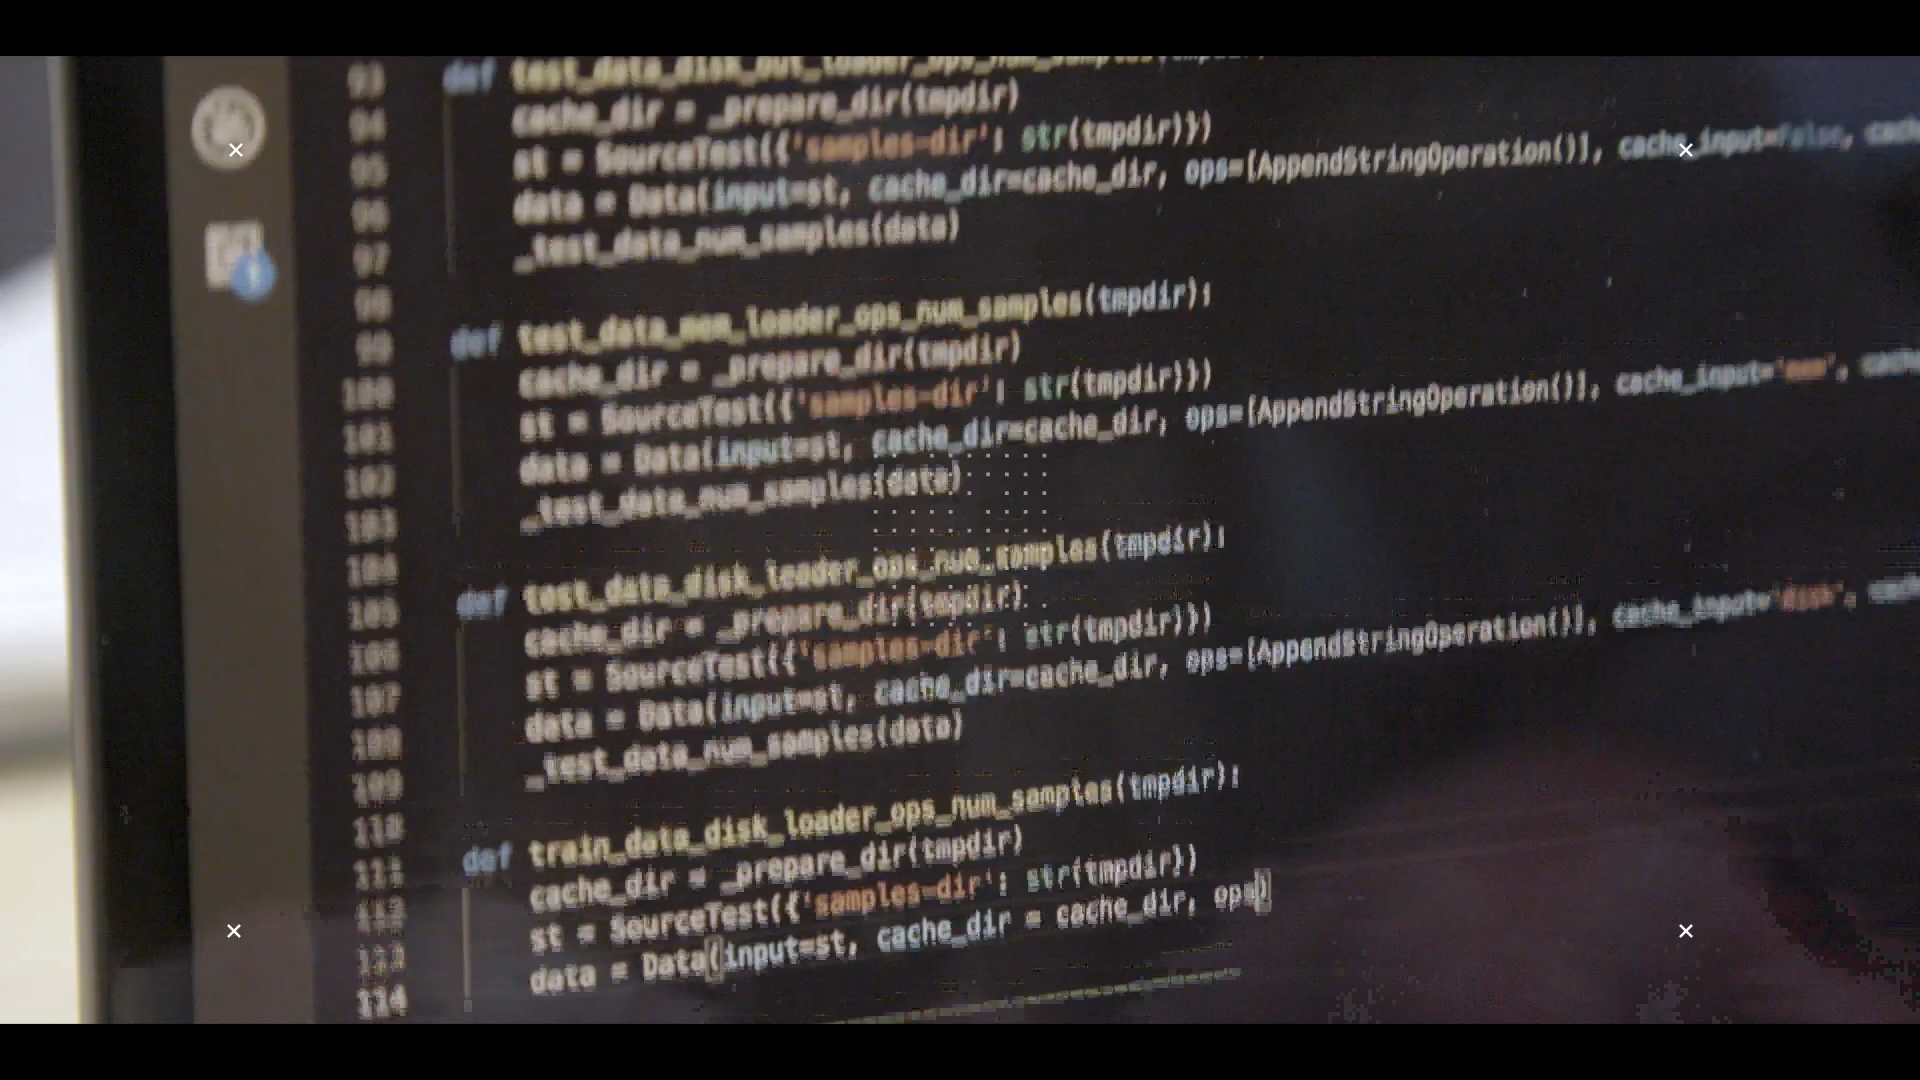 93 def test_data_disk_out_loader_ops_num_samples(tmpdir):
94 cache_dir = _prepare_dir(tmpdir)
95 st = SourceTest({'samples-dir': str(tmpdir)})
96 data = Data(input=st, cache_dir=cache_dir, ops=[AppendStringOperation()], cache_input=False,
97 _test_data_num_samples(data)
98
99 def test_data_mem_loader_ops_num_samples(tmpdir):
100 cache_dir = _prepare_dir(tmpdir)
101 st = SourceTest({'samples-dir': str(tmpdir)})
102 data = Data(input=st, cache_dir=cache_dir, ops=[AppendStringOperation()], cache_input='mem',
103 _test_data_num_samples(data)
104
105 def test_data_disk_loader_ops_num_samples(tmpdir):
106 cache_dir = _prepare_dir(tmpdir)
107 st = SourceTest({'samples-dir': str(tmpdir)})
108 data = Data(input=st, cache_dir=cache_dir, ops=[AppendStringOperation()], cache_input='disk',
109 _test_data_num_samples(data)
110
111 def train_data_disk_loader_ops_num_samples(tmpdir):
112 cache_dir = _prepare_dir(tmpdir)
113 st = SourceTest({'samples-dir': str(tmpdir)})
114 data = Data(input=st, cache_dir = cache_dir, ops)
1